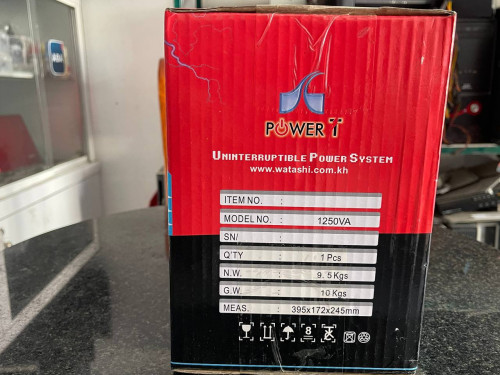 POWER T
UNINTERRUPTIBLE POWER SYSTEM
www.watashi.com.kh
ITEM NO. :
MODEL NO. : 1250VA
SN/ :
Q'TY : 1 Pcs
N.W. : 9.5 Kgs
G.W. : 10 Kgs
MEAS. : 395x172x245mm
8